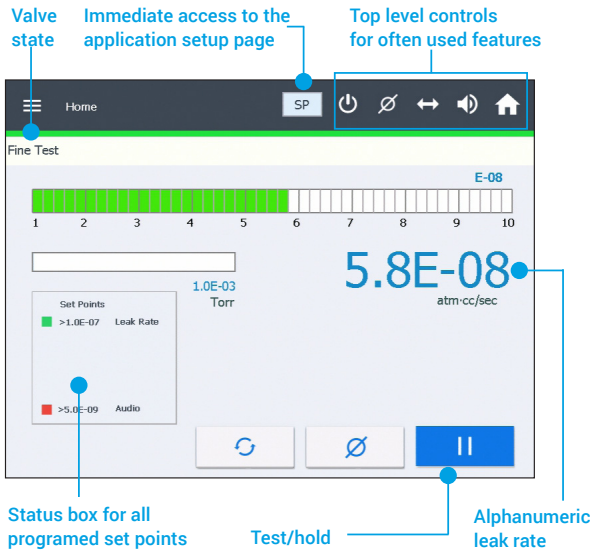 Valve
state
Immediate access to the
application setup page
Top level controls
for often used features
Home
SP
Fine Test
E-08
1 2 3 4 5 6 7 8 9 10
5.8E-08
atm·cc/sec
1.0E-03
Torr
Set Points
>1.0E-07 Leak Rate
>5.0E-09 Audio
Status box for all
programed set points
Test/hold
Alphanumeric
leak rate